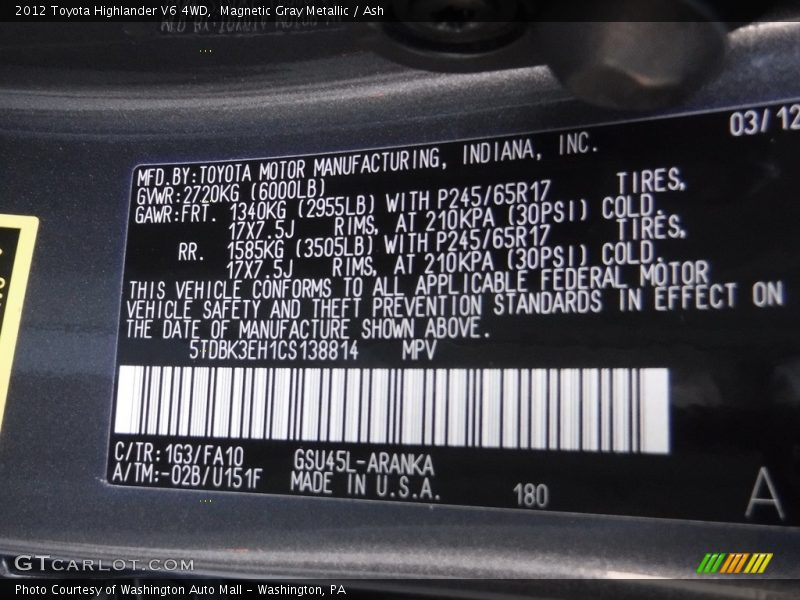 2012 Toyota Highlander V6 4WD, Magnetic Gray Metallic / Ash
03/12
MFD.BY:TOYOTA MOTOR MANUFACTURING, INDIANA, INC.
GVWR:2720KG (6000LB)
GAWR:FRT. 1340KG (2955LB) WITH P245/65R17 TIRES,
17X7.5J RIMS, AT 210KPA (30PSI) COLD.
RR. 1585KG (3505LB) WITH P245/65R17 TIRES,
17X7.5J RIMS, AT 210KPA (30PSI) COLD.
THIS VEHICLE CONFORMS TO ALL APPLICABLE FEDERAL MOTOR
VEHICLE SAFETY AND THEFT PREVENTION STANDARDS IN EFFECT ON
THE DATE OF MANUFACTURE SHOWN ABOVE.
5TDBK3EH1CS138814 MPV
C/TR:1G3/FA10 GSU45L-ARANKA
A/TM:-02B/U151F MADE IN U.S.A.
180
A
GTCARLOT.COM
Photo Courtesy of Washington Auto Mall - Washington, PA